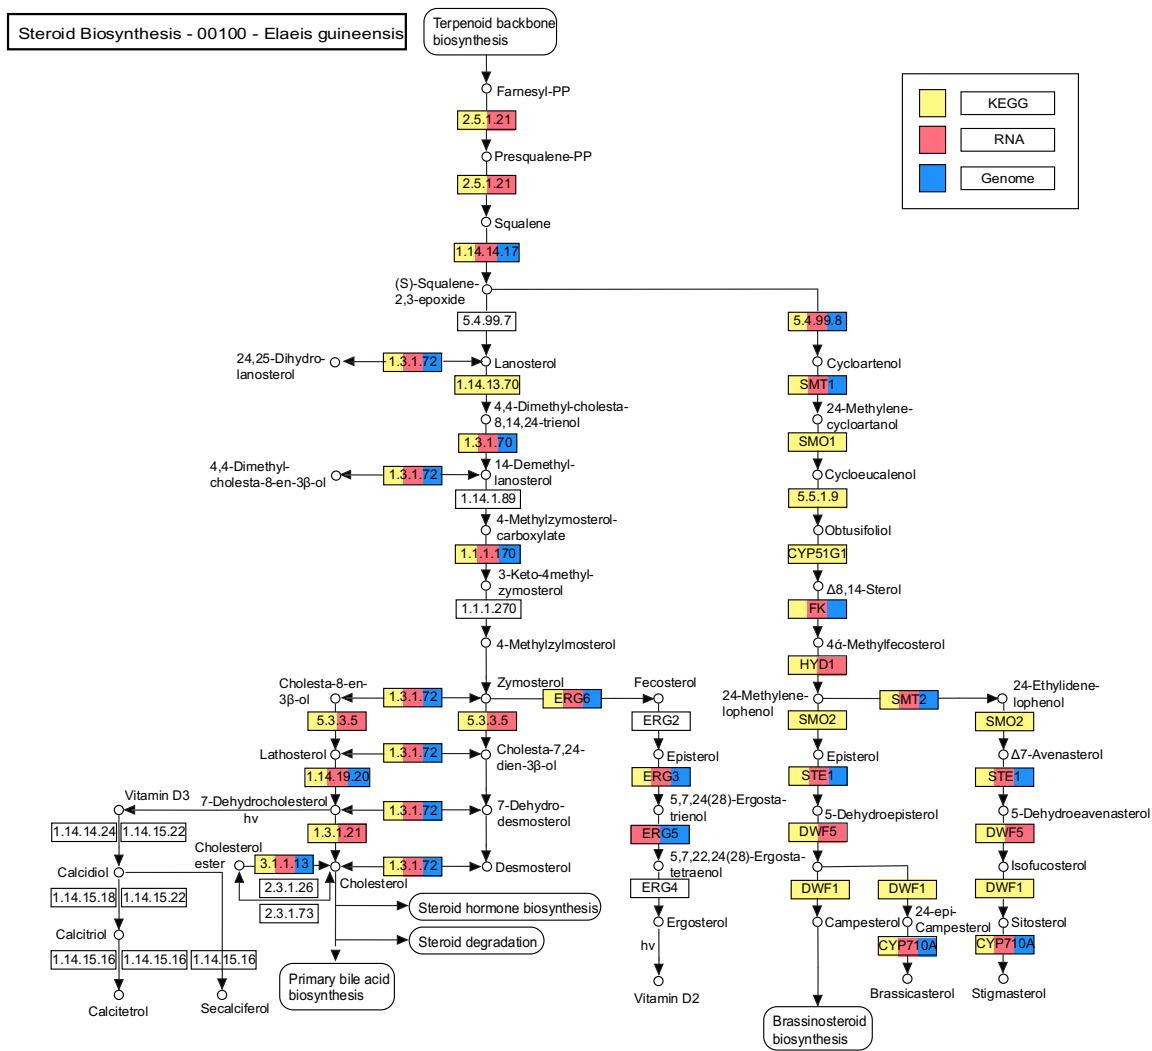 Steroid Biosynthesis - 00100 - Elaeis guineensis
Terpenoid backbone
biosynthesis
KEGG
RNA
Genome
Farnesyl-PP
2.5.1.21
Presqualene-PP
2.5.1.21
Squalene
1.14.14.17
(S)-Squalene-
2,3-epoxide
5.4.99.7
5.4.99.8
24,25-Dihydro-
lanosterol
1.3.1.72
Lanosterol
Cycloartenol
1.14.13.70
SMT1
4,4-Dimethyl-cholesta-
8,14,24-trienol
24-Methylene-
cycloartanol
1.3.1.70
SMO1
4,4-Dimethyl-
cholesta-8-en-3β-ol
1.3.1.72
14-Demethyl-
lanosterol
Cycloeucalenol
1.14.1.89
5.5.1.9
4-Methylzymosterol-
carboxylate
Obtusifoliol
1.1.1.170
CYP51G1
3-Keto-4methyl-
zymosterol
Δ8,14-Sterol
1.1.1.270
FK
4-Methylzylmosterol
4ά-Methylfecosterol
HYD1
Cholesta-8-en-
3β-ol
1.3.1.72
Zymosterol
ERG6
Fecosterol
24-Methylene-
lophenol
SMT2
24-Ethylidene-
lophenol
5.3.3.5
5.3.3.5
ERG2
SMO2
SMO2
Lathosterol
1.3.1.72
Cholesta-7,24-
dien-3β-ol
Episterol
Episterol
Δ7-Avenasterol
1.14.19.20
ERG3
STE1
STE1
Vitamin D3
7-Dehydrocholesterol
hv
1.3.1.72
7-Dehydro-
desmosterol
5,7,24(28)-Ergosta-
trienol
5-Dehydroepisterol
5-Dehydroeavenasterol
1.14.14.24
1.14.15.22
1.3.1.21
ERG5
DWF5
DWF5
Calcidiol
Cholesterol
ester
3.1.1.13
Cholesterol
1.3.1.72
Desmosterol
5,7,22,24(28)-Ergosta-
tetraenol
Isofucosterol
1.14.15.18
1.14.15.22
2.3.1.26
2.3.1.73
ERG4
DWF1
DWF1
DWF1
Steroid hormone biosynthesis
Calcitriol
Ergosterol
Campesterol
24-epi-
Campesterol
Sitosterol
Steroid degradation
hv
CYP710A
CYP710A
1.14.15.16
1.14.15.16
1.14.15.16
Primary bile acid
biosynthesis
Calcitetrol
Secalciferol
Vitamin D2
Brassicasterol
Stigmasterol
Brassinosteroid
biosynthesis